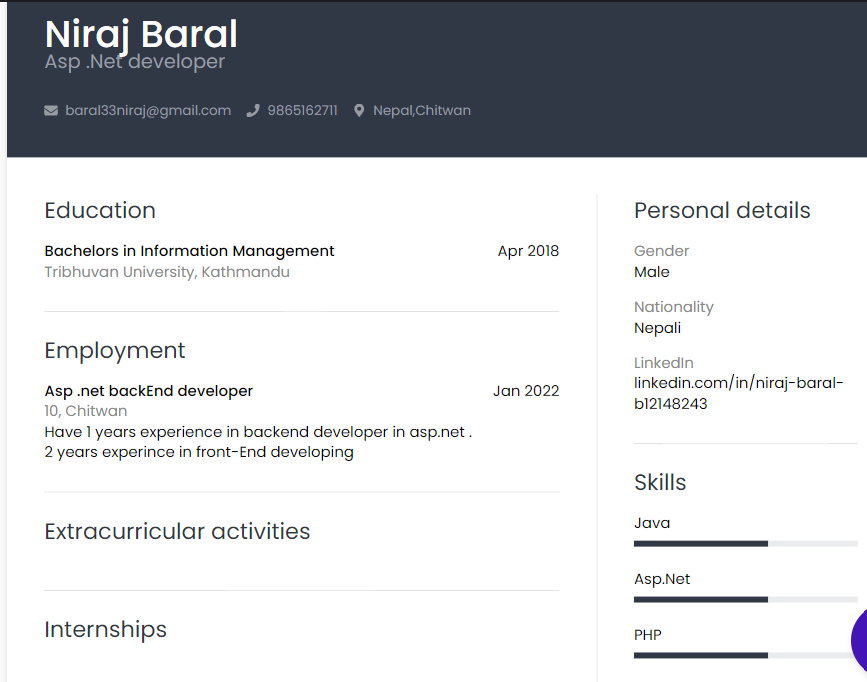 Niraj Baral
Asp .Net developer
baral33niraj@gmail.com 9865162711 Nepal,Chitwan
Education
Bachelors in Information Management Apr 2018
Tribhuvan University, Kathmandu
Employment
Asp .net backEnd developer Jan 2022
10, Chitwan
Have 1 years experience in backend developer in asp.net .
2 years experince in front-End developing
Extracurricular activities
Internships
Personal details
Gender
Male
Nationality
Nepali
LinkedIn
linkedin.com/in/niraj-baral-
b12148243
Skills
Java
Asp.Net
PHP